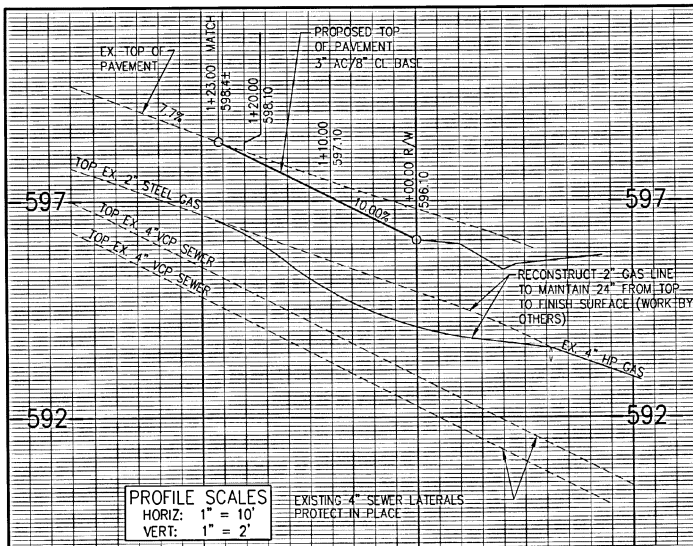 EX. TOP OF
PAVEMENT
7.7%
1+23.00 MATCH
598.4±
1+20.00
598.10
PROPOSED TOP
OF PAVEMENT
3" AC/8" CL BASE
1+10.00
597.10
1+00.00 R/W
596.10
10.00%
597
597
TOP EX. 2" STEEL GAS
TOP EX. 4" VCP SEWER
TOP EX. 4" VCP SEWER
RECONSTRUCT 2" GAS LINE
TO MAINTAIN 24" FROM TOP
TO FINISH SURFACE (WORK BY
OTHERS)
EX. 4" HP GAS
592
592
PROFILE SCALES
HORIZ: 1" = 10'
VERT: 1" = 2'
EXISTING 4" SEWER LATERALS
PROTECT IN PLACE